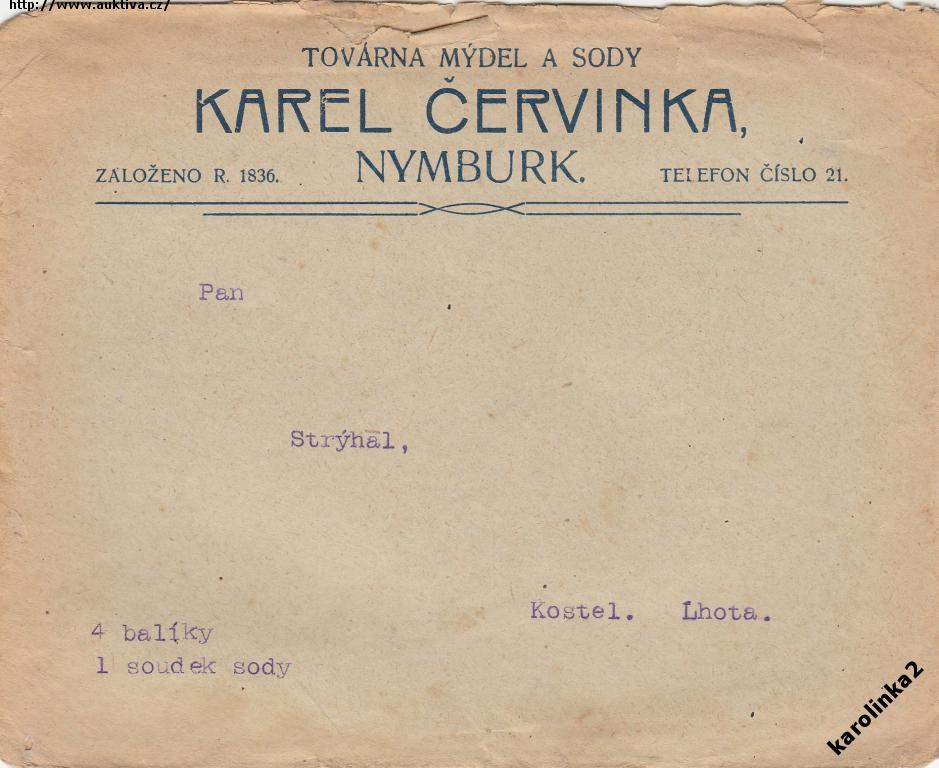 http://www.auktiva.cz/
TOVÁRNA MÝDEL A SODY
KAREL ČERVINKA,
NYMBURK.
ZALOŽENO R. 1836.
TELEFON ČÍSLO 21.
Pan
Strýhal,
Kostel. Lhota.
4 balíky
1 soudek sody
karolinka2